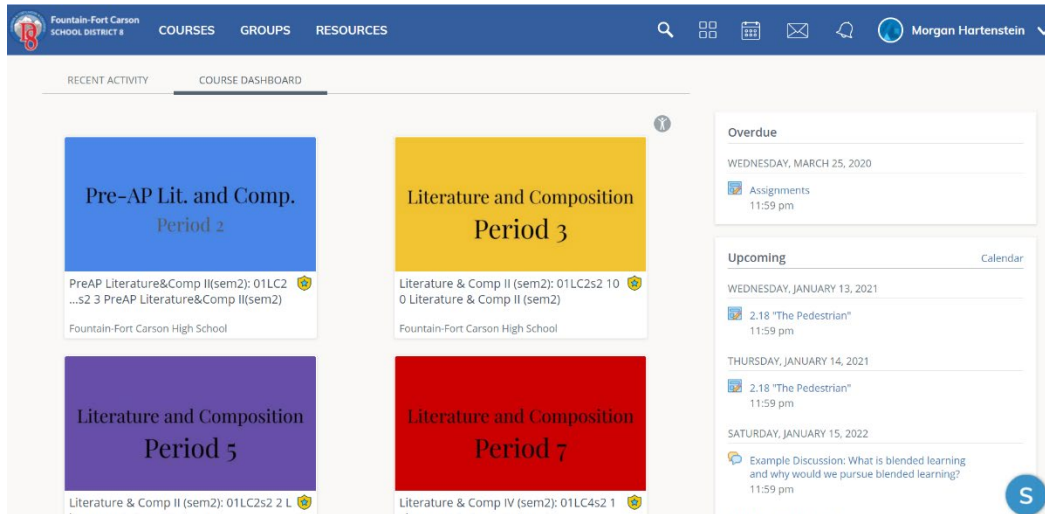 Fountain-Fort Carson
SCHOOL DISTRICT 8
COURSES GROUPS RESOURCES
Morgan Hartenstein
RECENT ACTIVITY COURSE DASHBOARD
Pre-AP Lit. and Comp.
Period 2
PreAP Literature&Comp II(sem2): 01LC2
...s2 3 PreAP Literature&Comp II(sem2)
Fountain-Fort Carson High School
Literature and Composition
Period 3
Literature & Comp II (sem2): 01LC2s2 10
0 Literature & Comp II (sem2)
Fountain-Fort Carson High School
Literature and Composition
Period 5
Literature & Comp II (sem2): 01LC2s2 2 L
Literature and Composition
Period 7
Literature & Comp IV (sem2): 01LC4s2 1
Overdue
WEDNESDAY, MARCH 25, 2020
Assignments
11:59 pm
Upcoming Calendar
WEDNESDAY, JANUARY 13, 2021
2.18 "The Pedestrian"
11:59 pm
THURSDAY, JANUARY 14, 2021
2.18 "The Pedestrian"
11:59 pm
SATURDAY, JANUARY 15, 2022
Example Discussion: What is blended learning
and why would we pursue blended learning?
11:59 pm
S